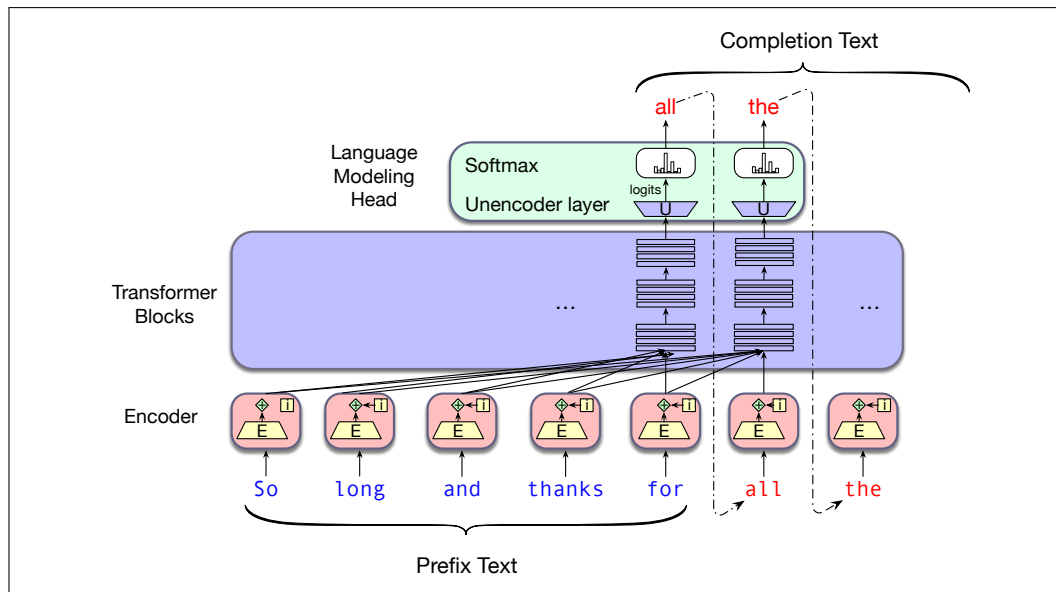 Completion Text
all the
Language
Modeling
Head
Softmax
logits
Unencoder layer
U U
Transformer
Blocks
... ...
Encoder
i i i i i i i
E E E E E E E
So long and thanks for all the
Prefix Text